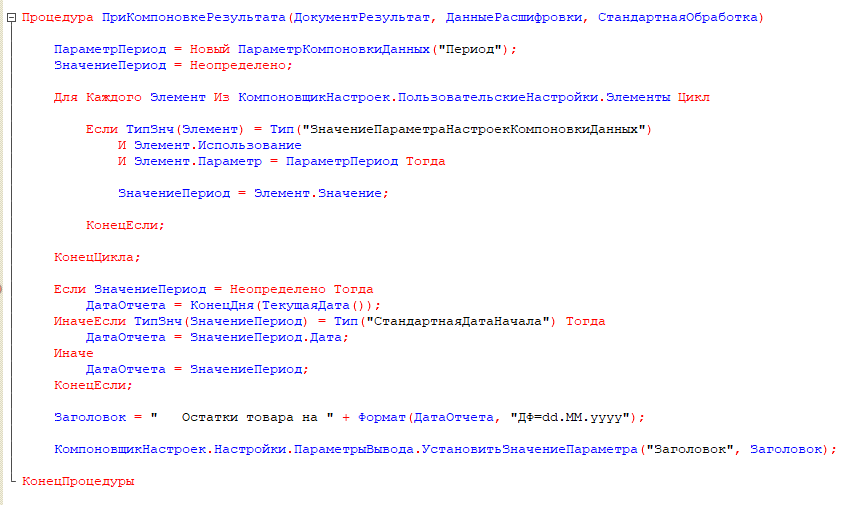 Процедура ПриКомпоновкеРезультата(ДокументРезультат, ДанныеРасшифровки, СтандартнаяОбработка)
ПараметрПериод = Новый ПараметрКомпоновкиДанных("Период");
ЗначениеПериод = Неопределено;
Для Каждого Элемент Из КомпоновщикНастроек.ПользовательскиеНастройки.Элементы Цикл
Если ТипЗнч(Элемент) = Тип("ЗначениеПараметраНастроекКомпоновкиДанных")
И Элемент.Использование
И Элемент.Параметр = ПараметрПериод Тогда
ЗначениеПериод = Элемент.Значение;
КонецЕсли;
КонецЦикла;
Если ЗначениеПериод = Неопределено Тогда
ДатаОтчета = КонецДня(ТекущаяДата());
ИначеЕсли ТипЗнч(ЗначениеПериод) = Тип("СтандартнаяДатаНачала") Тогда
ДатаОтчета = ЗначениеПериод.Дата;
Иначе
ДатаОтчета = ЗначениеПериод;
КонецЕсли;
Заголовок = "   Остатки товара на " + Формат(ДатаОтчета, "ДФ=dd.MM.yyyy");
КомпоновщикНастроек.Настройки.ПараметрыВывода.УстановитьЗначениеПараметра("Заголовок", Заголовок);
КонецПроцедуры